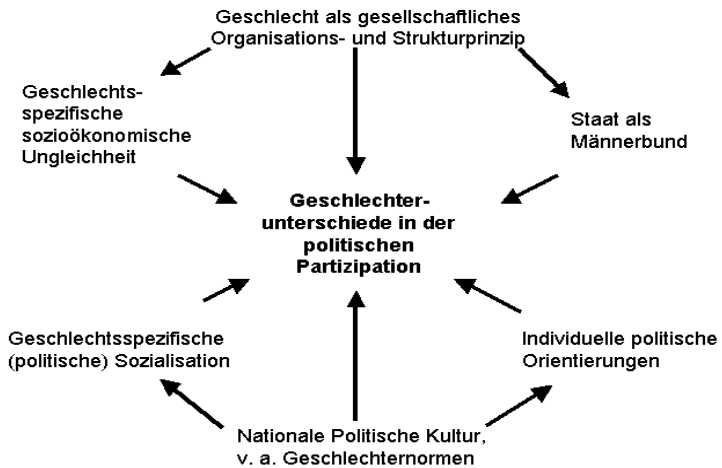 Geschlecht als gesellschaftliches
Organisations- und Strukturprinzip
Geschlechts-
spezifische
sozioökonomische
Ungleichheit
Staat als
Männerbund
Geschlechter-
unterschiede in der
politischen
Partizipation
Geschlechtsspezifische
(politische) Sozialisation
Individuelle politische
Orientierungen
Nationale Politische Kultur,
v. a. Geschlechternormen